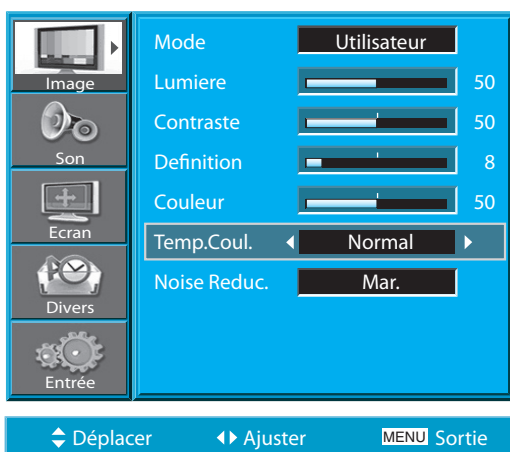 Image
Son
Ecran
Divers
Entrée
Mode Utilisateur
Lumiere 50
Contraste 50
Definition 8
Couleur 50
Temp.Coul. Normal
Noise Reduc. Mar.
Déplacer Ajuster MENU Sortie